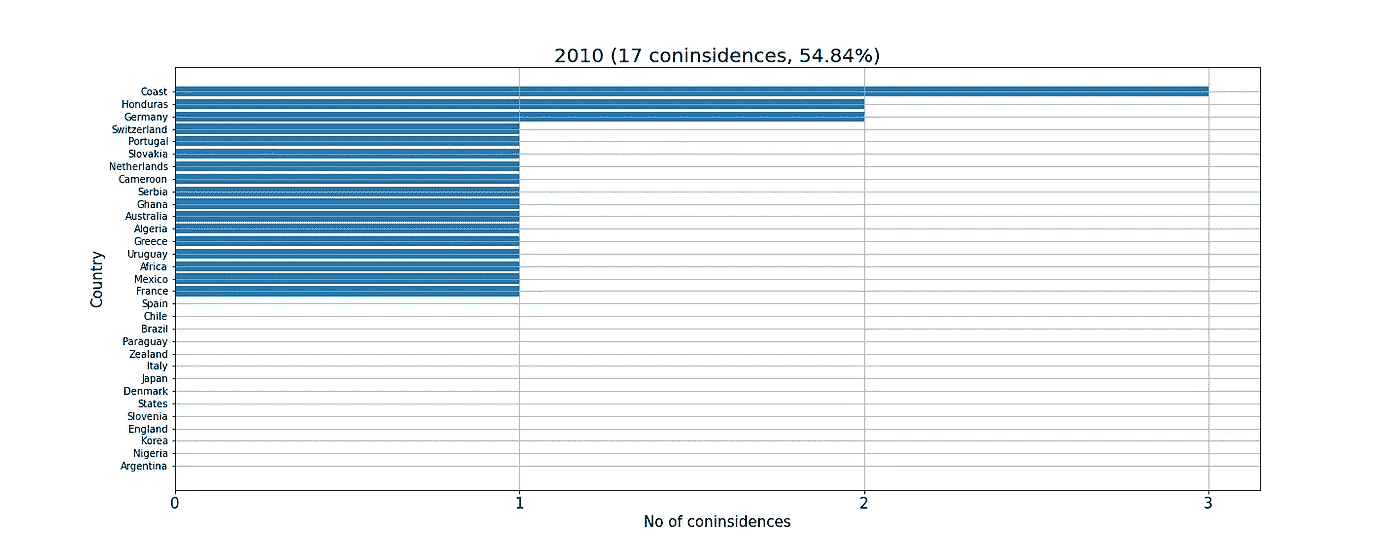 2010 (17 coninsidences, 54.84%)
Country
Coast
Honduras
Germany
Switzerland
Portugal
Slovakia
Netherlands
Cameroon
Serbia
Ghana
Australia
Algeria
Greece
Uruguay
Africa
Mexico
France
Spain
Chile
Brazil
Paraguay
Zealand
Italy
Japan
Denmark
States
Slovenia
England
Korea
Nigeria
Argentina
0 1 2 3
No of coninsidences